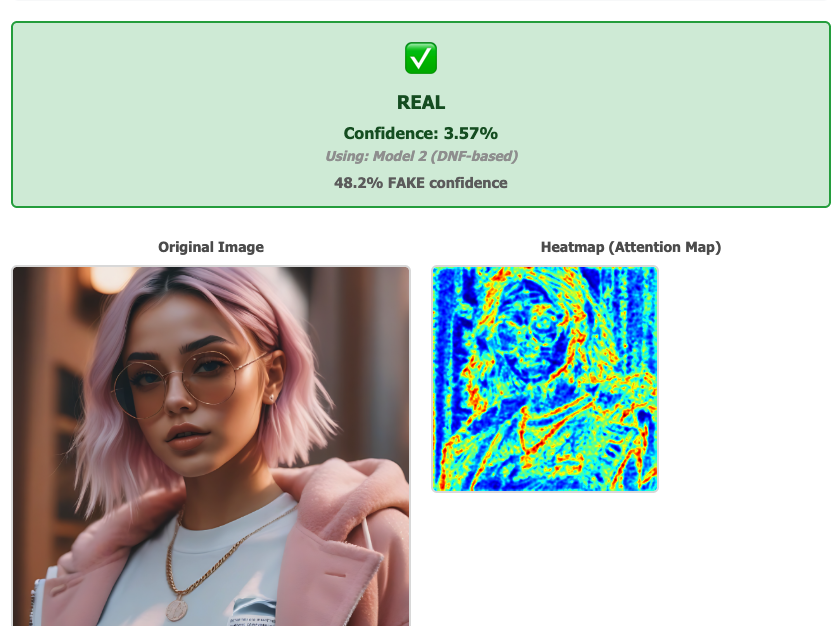 REAL
Confidence: 3.57%
Using: Model 2 (DNF-based)
48.2% FAKE confidence
Original Image
Heatmap (Attention Map)